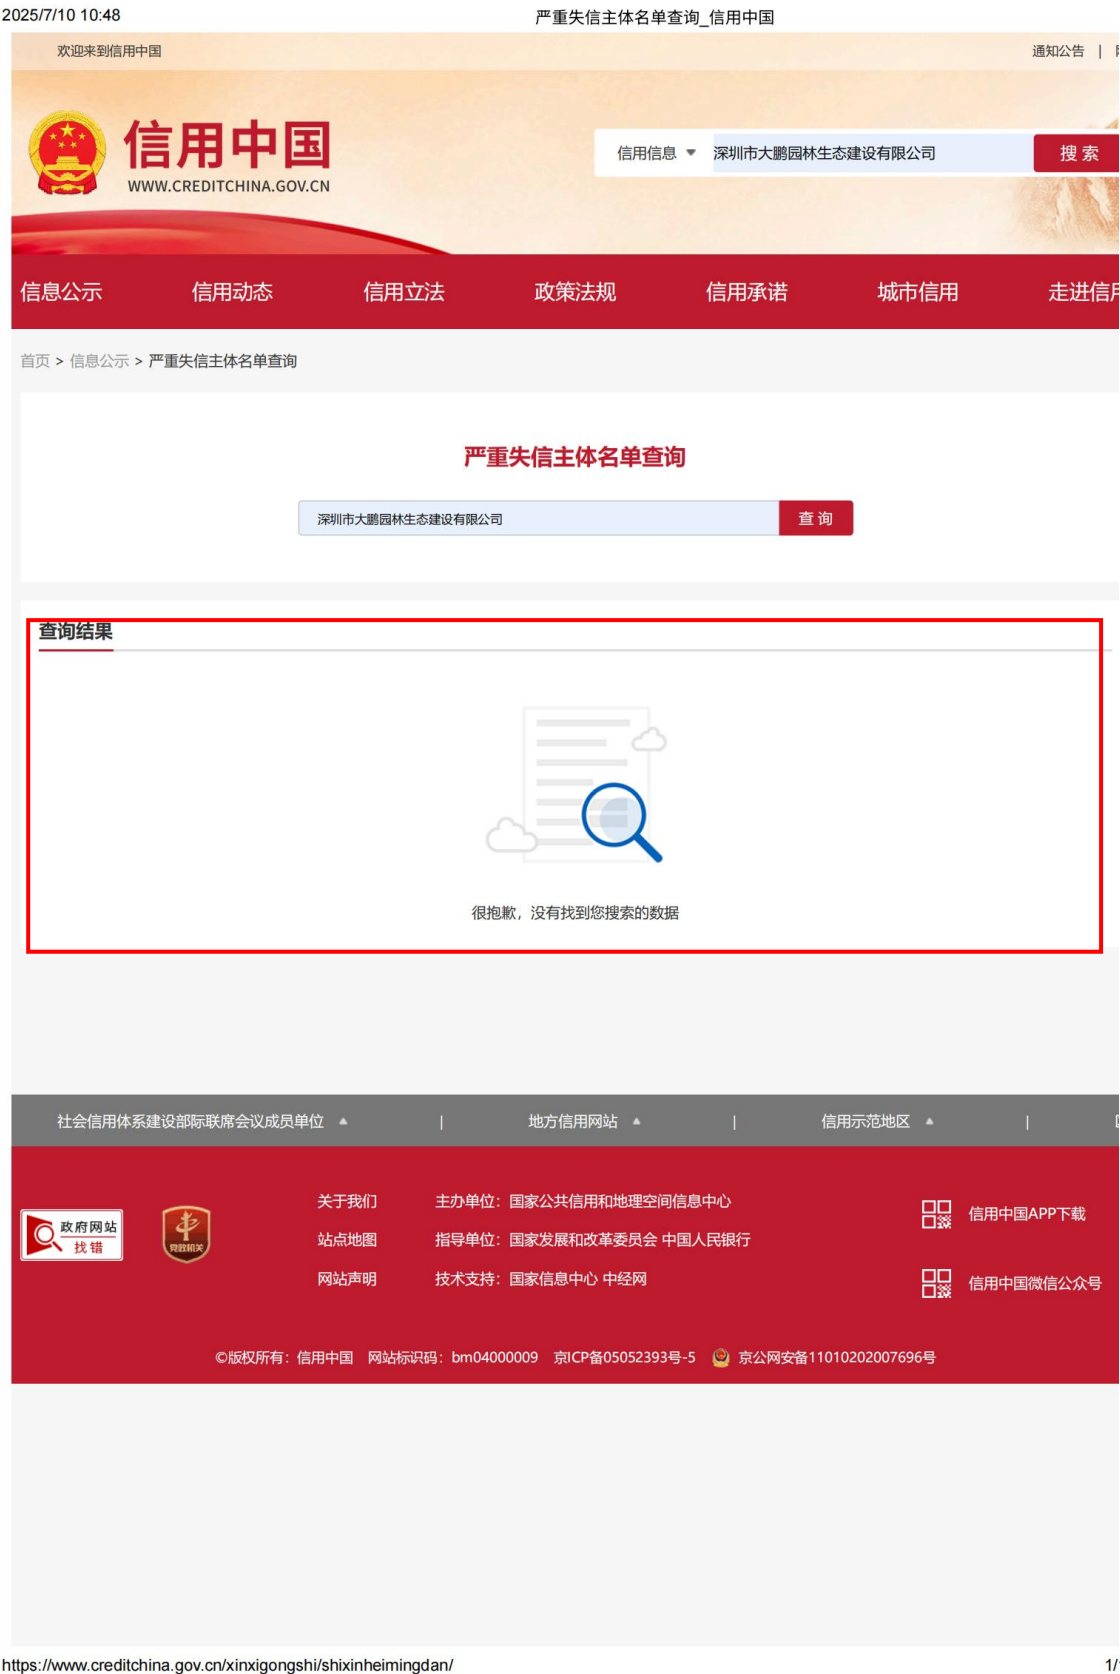 2025/7/10 10:48
严重失信主体名单查询_信用中国
欢迎来到信用中国
通知公告 |
信用中国
WWW.CREDITCHINA.GOV.CN
信用信息
深圳市大鹏园林生态建设有限公司
搜索
信息公示 信用动态 信用立法 政策法规 信用承诺 城市信用 走进信用
首页 > 信息公示 > 严重失信主体名单查询
严重失信主体名单查询
深圳市大鹏园林生态建设有限公司
查询
查询结果
很抱歉，没有找到您搜索的数据
社会信用体系建设部际联席会议成员单位 | 地方信用网站 | 信用示范地区 |
政府网站
找错
党政机关
关于我们
站点地图
网站声明
主办单位：国家公共信用和地理空间信息中心
指导单位：国家发展和改革委员会 中国人民银行
技术支持：国家信息中心 中经网
信用中国APP下载
信用中国微信公众号
©版权所有：信用中国 网站标识码：bm04000009 京ICP备05052393号-5 京公网安备11010202007696号
https://www.creditchina.gov.cn/xinxigongshi/shixinheimingdan/
1/